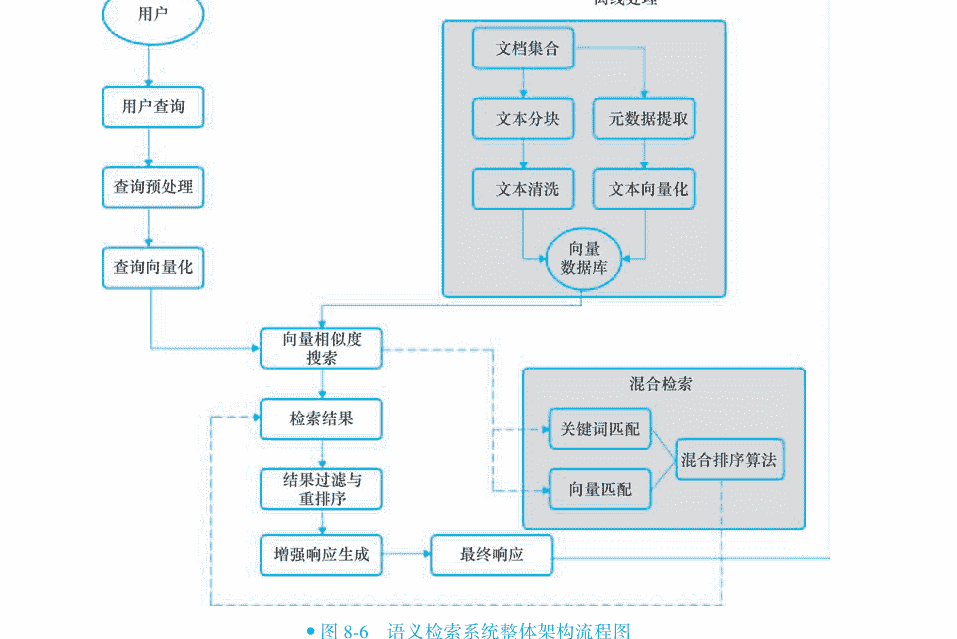 用户
用户查询
查询预处理
查询向量化
离线处理
文档集合
文本分块
元数据提取
文本清洗
文本向量化
向量
数据库
向量相似度
搜索
检索结果
结果过滤与
重排序
增强响应生成
最终响应
混合检索
关键词匹配
向量匹配
混合排序算法
●图 8-6 语义检索系统整体架构流程图